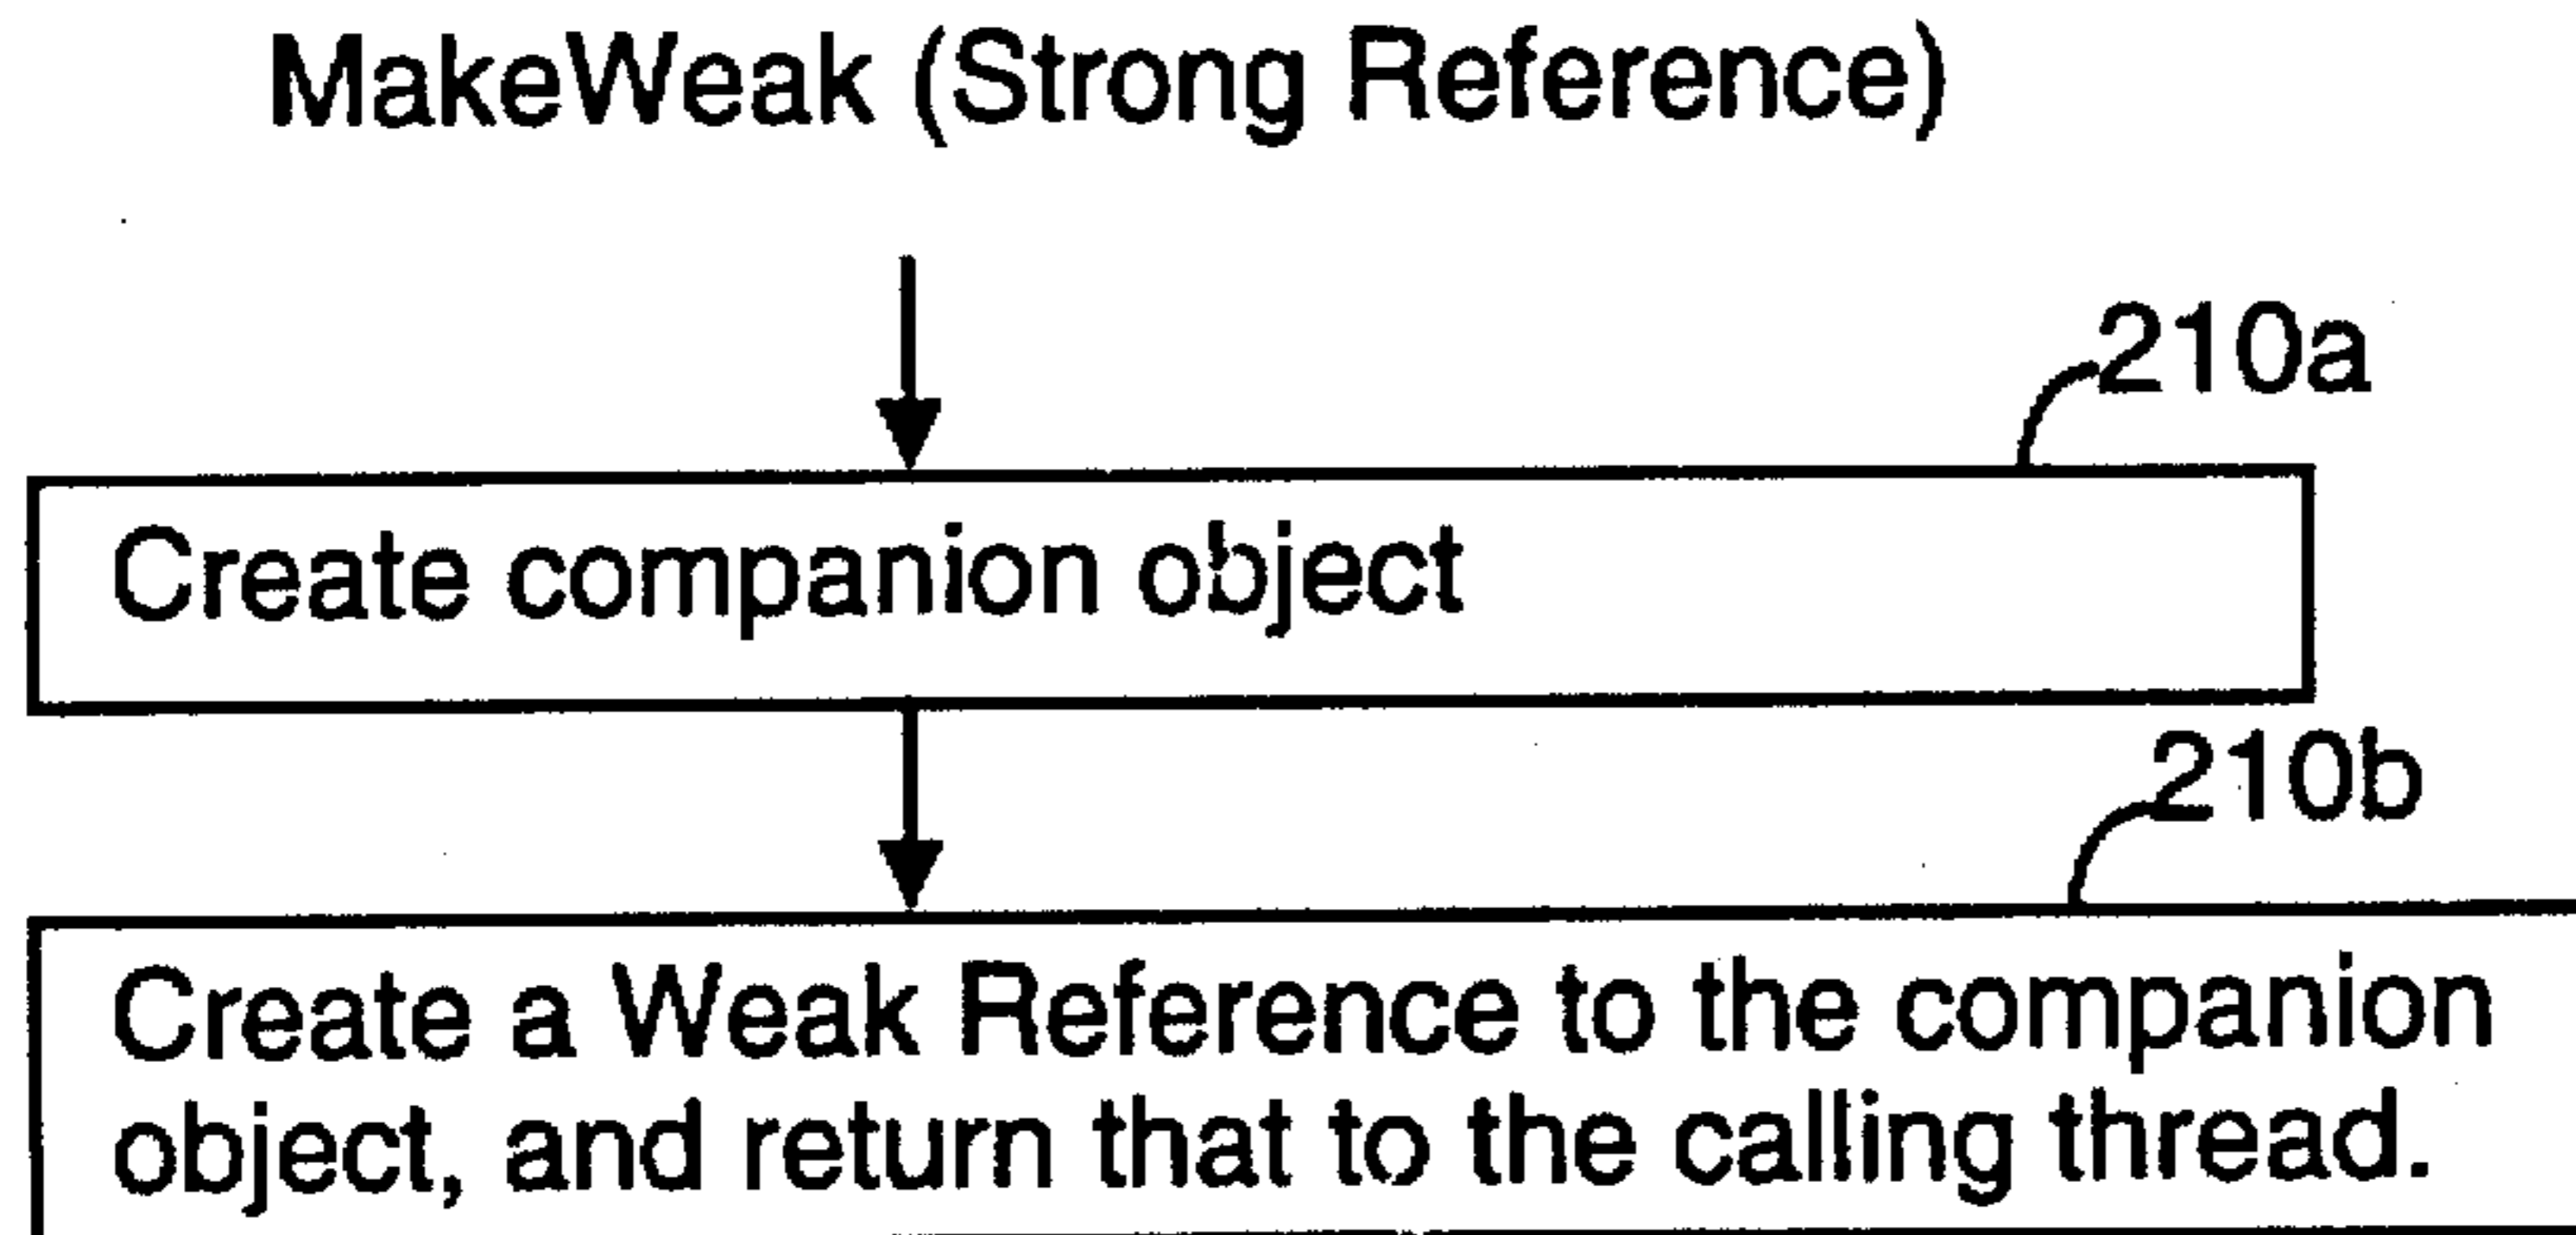 MakeWeak (Strong Reference)
210a
Create companion object
210b
Create a Weak Reference to the companion
object, and return that to the calling thread.